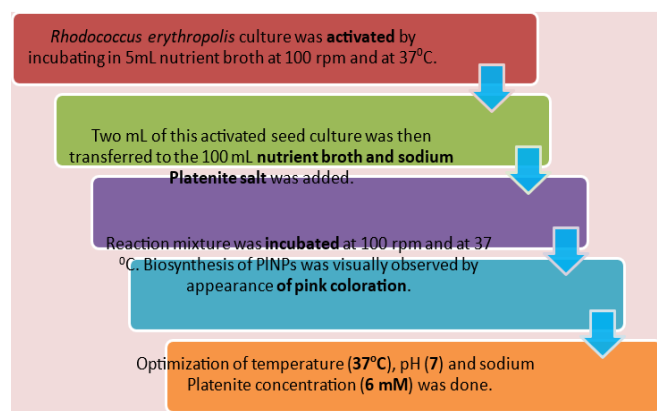 Rhodococcus erythropolis culture was activated by
incubating in 5mL nutrient broth at 100 rpm and at 37⁰C.
Two mL of this activated seed culture was then
transferred to the 100 mL nutrient broth and sodium
Platenite salt was added.
Reaction mixture was incubated at 100 rpm and at 37
⁰C. Biosynthesis of PlNPs was visually observed by
appearance of pink coloration.
Optimization of temperature (37⁰C), pH (7) and sodium
Platenite concentration (6 mM) was done.